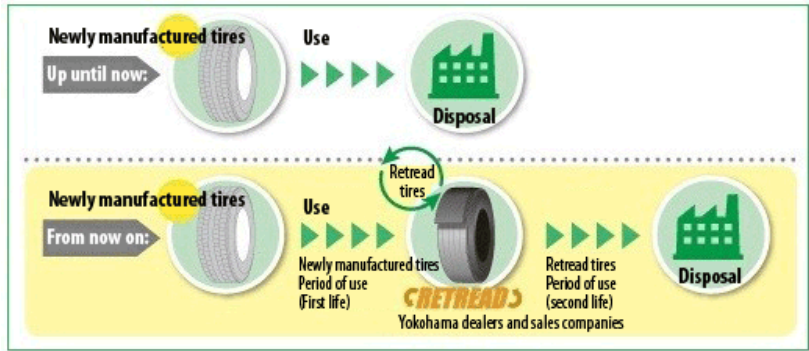 Newly manufactured tires
Use
Up until now:
Disposal
Retread
tires
Newly manufactured tires
Use
From now on:
Newly manufactured tires
Period of use
(First life)
RETREAD
Yokohama dealers and sales companies
Retread tires
Period of use
(second life)
Disposal